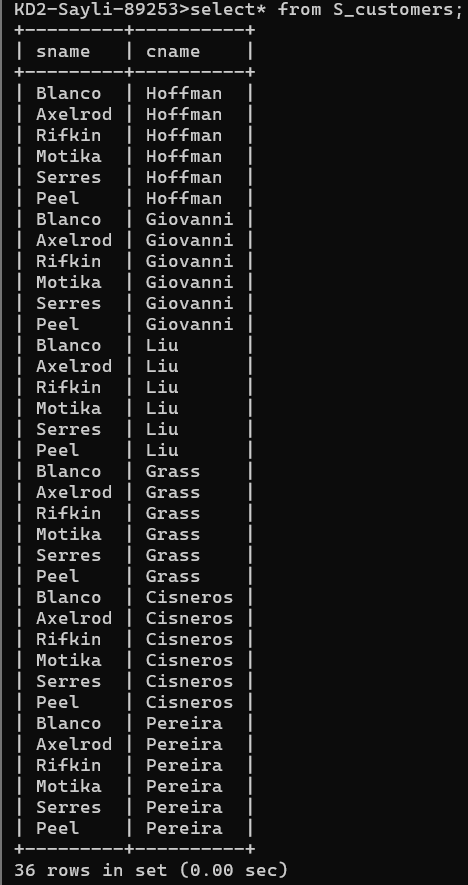 KD2-Sayli-89253>select* from S_customers;
+---------+----------+
| sname   | cname    |
+---------+----------+
| Blanco  | Hoffman  |
| Axelrod | Hoffman  |
| Rifkin  | Hoffman  |
| Motika  | Hoffman  |
| Serres  | Hoffman  |
| Peel    | Hoffman  |
| Blanco  | Giovanni |
| Axelrod | Giovanni |
| Rifkin  | Giovanni |
| Motika  | Giovanni |
| Serres  | Giovanni |
| Peel    | Giovanni |
| Blanco  | Liu      |
| Axelrod | Liu      |
| Rifkin  | Liu      |
| Motika  | Liu      |
| Serres  | Liu      |
| Peel    | Liu      |
| Blanco  | Grass    |
| Axelrod | Grass    |
| Rifkin  | Grass    |
| Motika  | Grass    |
| Serres  | Grass    |
| Peel    | Grass    |
| Blanco  | Cisneros |
| Axelrod | Cisneros |
| Rifkin  | Cisneros |
| Motika  | Cisneros |
| Serres  | Cisneros |
| Peel    | Cisneros |
| Blanco  | Pereira  |
| Axelrod | Pereira  |
| Rifkin  | Pereira  |
| Motika  | Pereira  |
| Serres  | Pereira  |
| Peel    | Pereira  |
+---------+----------+
36 rows in set (0.00 sec)